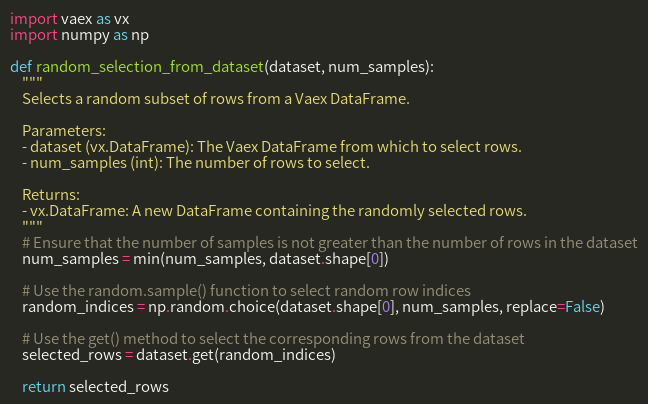 import vaex as vx
import numpy as np
def random_selection_from_dataset(dataset, num_samples):
"""
Selects a random subset of rows from a Vaex DataFrame.
Parameters:
- dataset (vx.DataFrame): The Vaex DataFrame from which to select rows.
- num_samples (int): The number of rows to select.
Returns:
- vx.DataFrame: A new DataFrame containing the randomly selected rows.
"""
# Ensure that the number of samples is not greater than the number of rows in the dataset
num_samples = min(num_samples, dataset.shape[0])
# Use the random.sample() function to select random row indices
random_indices = np.random.choice(dataset.shape[0], num_samples, replace=False)
# Use the get() method to select the corresponding rows from the dataset
selected_rows = dataset.get(random_indices)
return selected_rows